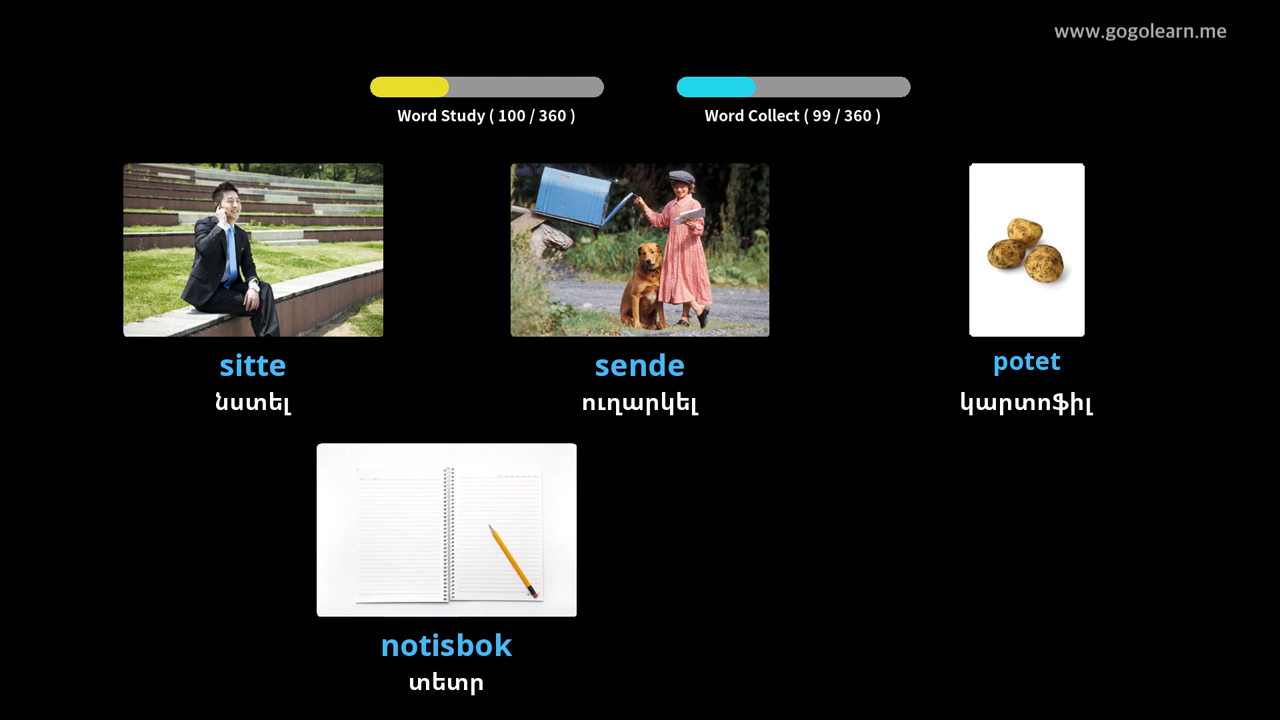 www.gogolearn.me
Word Study ( 100 / 360 )
Word Collect ( 99 / 360 )
sitte
նստել
sende
ուղարկել
potet
կարտոֆիլ
notisbok
տետր